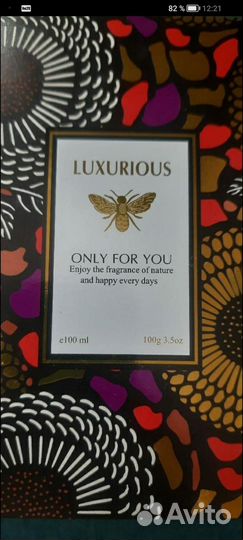 82 % 12:21
LUXURIOUS
ONLY FOR YOU
Enjoy the fragrance of nature
and happy every days
e100 ml 100g 3.5oz
Avito